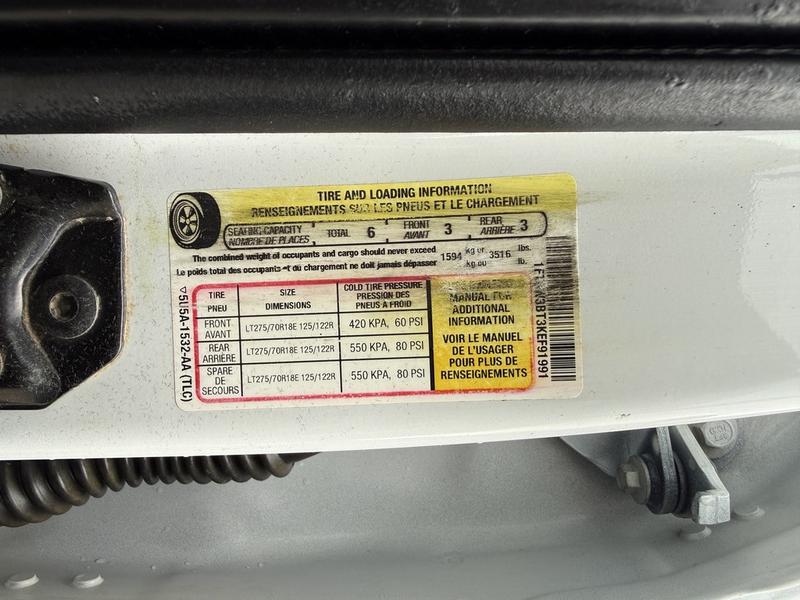 TIRE AND LOADING INFORMATION
RENSEIGNEMENTS SUR LES PNEUS ET LE CHARGEMENT
SEATING CAPACITY TOTAL 6 FRONT 3 REAR 3
NOMBRE DE PLACES AVANT ARRIÈRE
The combined weight of occupants and cargo should never exceed 1594 kg or 3516 lbs.
Le poids total des occupants et du chargement ne doit jamais dépasser kg ou lb.
TIRE SIZE COLD TIRE PRESSURE
PNEU DIMENSIONS PRESSION DES PNEUS À FROID
FRONT AVANT LT275/70R18E 125/122R 420 KPA, 60 PSI
REAR ARRIÈRE LT275/70R18E 125/122R 550 KPA, 80 PSI
SPARE DE SECOURS LT275/70R18E 125/122R 550 KPA, 80 PSI
MANUAL FOR
ADDITIONAL
INFORMATION
VOIR LE MANUEL
DE L'USAGER
POUR PLUS DE
RENSEIGNEMENTS
5U5A-1532-AA (TLC)